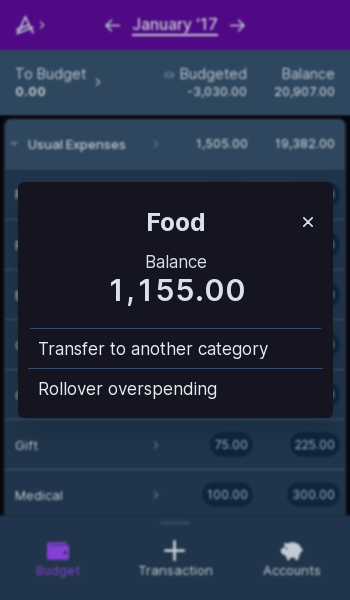 January '17
To Budget
Budgeted
Balance
0.00
-3,030.00
20,907.00
Usual Expenses
1,505.00
19,382.00
Food
Balance
1,155.00
Transfer to another category
Rollover overspending
Gift
75.00
225.00
Medical
100.00
300.00
Budget
Transaction
Accounts